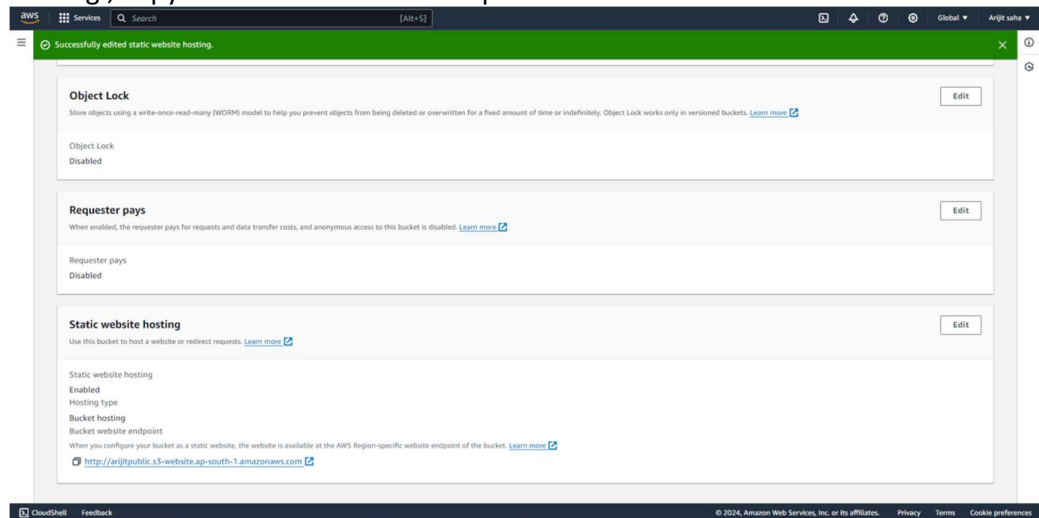 aws Services Search [Alt+S] Global Arijit saha
Successfully edited static website hosting.
Object Lock
Edit
Store objects using a write-once-read-many (WORM) model to help you prevent objects from being deleted or overwritten for a fixed amount of time or indefinitely. Object Lock works only in versioned buckets. Learn more
Object Lock
Disabled
Requester pays
Edit
When enabled, the requester pays for requests and data transfer costs, and anonymous access to this bucket is disabled. Learn more
Requester pays
Disabled
Static website hosting
Edit
Use this bucket to host a website or redirect requests. Learn more
Static website hosting
Enabled
Hosting type
Bucket hosting
Bucket website endpoint
When you configure your bucket as a static website, the website is available at the AWS Region-specific website endpoint of the bucket. Learn more
http://arijitpublic.s3-website.ap-south-1.amazonaws.com
CloudShell Feedback © 2024, Amazon Web Services, Inc. or its affiliates. Privacy Terms Cookie preferences